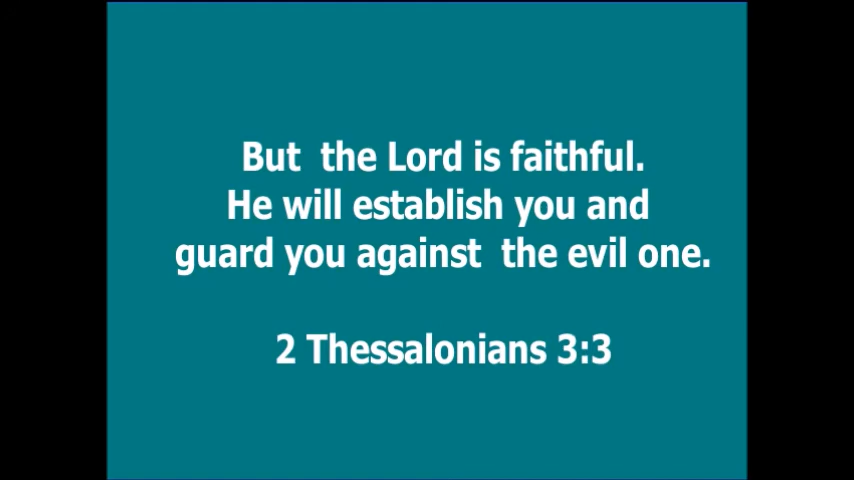 But  the Lord is faithful.
He will establish you and
guard you against  the evil one.
2 Thessalonians 3:3